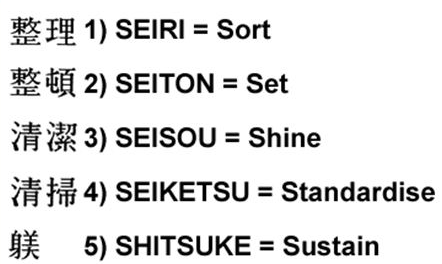 整理 1) SEIRI = Sort
整頓 2) SEITON = Set
清潔 3) SEISOU = Shine
清掃 4) SEIKETSU = Standardise
躾 5) SHITSUKE = Sustain